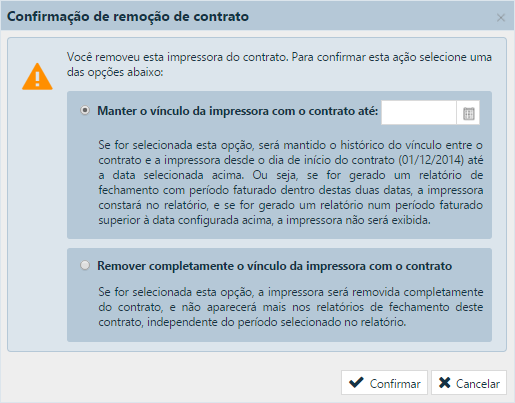 Confirmação de remoção de contrato
Você removeu esta impressora do contrato. Para confirmar esta ação selecione uma
das opções abaixo:
Manter o vínculo da impressora com o contrato até:
Se for selecionada esta opção, será mantido o histórico do vínculo entre o
contrato e a impressora desde o dia de início do contrato (01/12/2014) até
a data selecionada acima. Ou seja, se for gerado um relatório de
fechamento com período faturado dentro destas duas datas, a impressora
constará no relatório, e se for gerado um relatório num período faturado
superior à data configurada acima, a impressora não será exibida.
Remover completamente o vínculo da impressora com o contrato
Se for selecionada esta opção, a impressora será removida completamente
do contrato, e não aparecerá mais nos relatórios de fechamento deste
contrato, independente do período selecionado no relatório.
Confirmar Cancelar